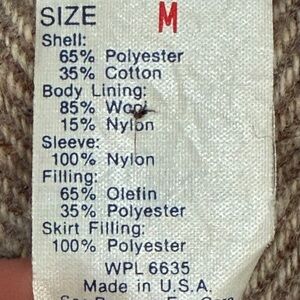 SIZE M
Shell:
65% Polyester
35% Cotton
Body Lining:
85% Wool
15% Nylon
Sleeve:
100% Nylon
Filling:
65% Olefin
35% Polyester
Skirt Filling:
100% Polyester
WPL 6635
Made in U.S.A.